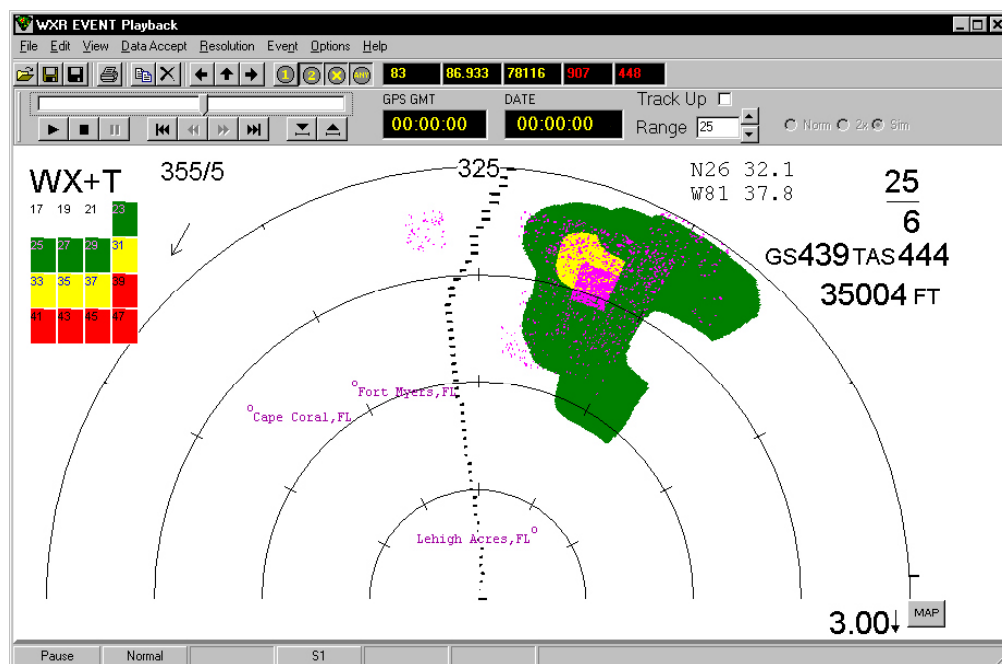 WXR EVENT Playback
File Edit View Data Accept Resolution Event Options Help
1 2 X ANY 83 86.933 78116 907 448
GPS GMT DATE Track Up
00:00:00 00:00:00 Range 25 Norm 2x Sim
WX+T 355/5 325 N26 32.1 25
W81 37.8 6
17 19 21 23
25 27 29 31
33 35 37 39
41 43 45 47
GS439TAS444
35004 FT
Fort Myers,FL
Cape Coral,FL
Lehigh Acres,FL
3.00 MAP
Pause Normal S1